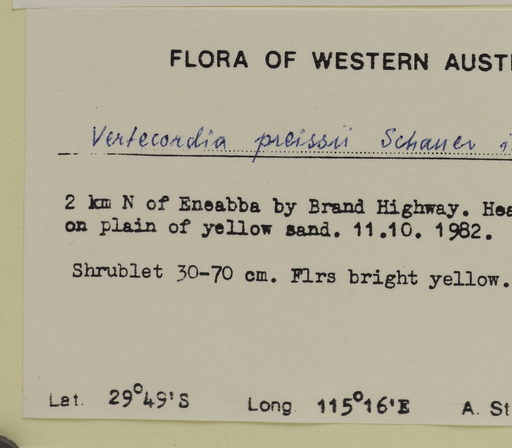 FLORA OF WESTERN AUST
Vertecordia preissii Schauer i
2 km N of Eneabba by Brand Highway. Hea
on plain of yellow sand. 11.10. 1982.
Shrublet 30-70 cm. Flrs bright yellow.
Lat. 29°49'S Long. 115°16'E A. St